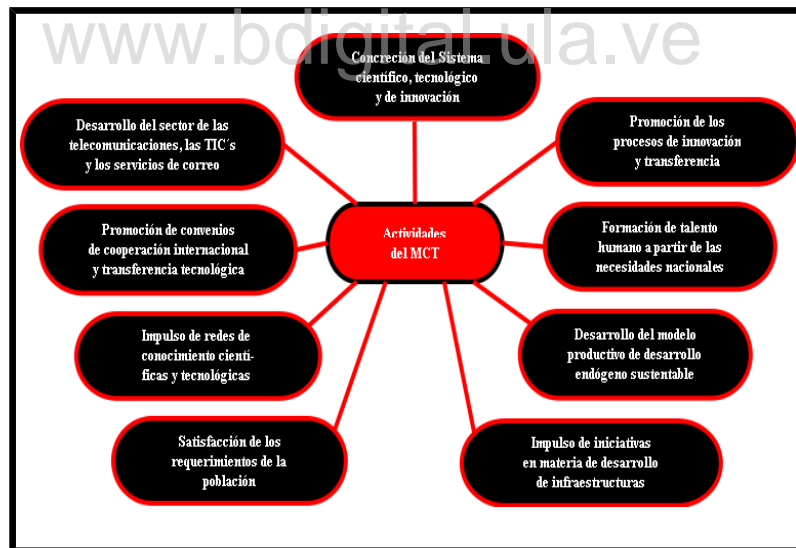 www.bdigital.ula.ve
Concreción del Sistema
científico, tecnológico
y de innovación
Desarrollo del sector de las
telecomunicaciones, las TIC´s
y los servicios de correo
Promoción de los
procesos de innovación
y transferencia
Actividades
del MCT
Promoción de convenios
de cooperación internacional
y transferencia tecnológica
Formación de talento
humano a partir de las
necesidades nacionales
Impulso de redes de
conocimiento cientí-
ficas y tecnológicas
Desarrollo del modelo
productivo de desarrollo
endógeno sustentable
Satisfacción de los
requerimientos de la
población
Impulso de iniciativas
en materia de desarrollo
de infraestructuras